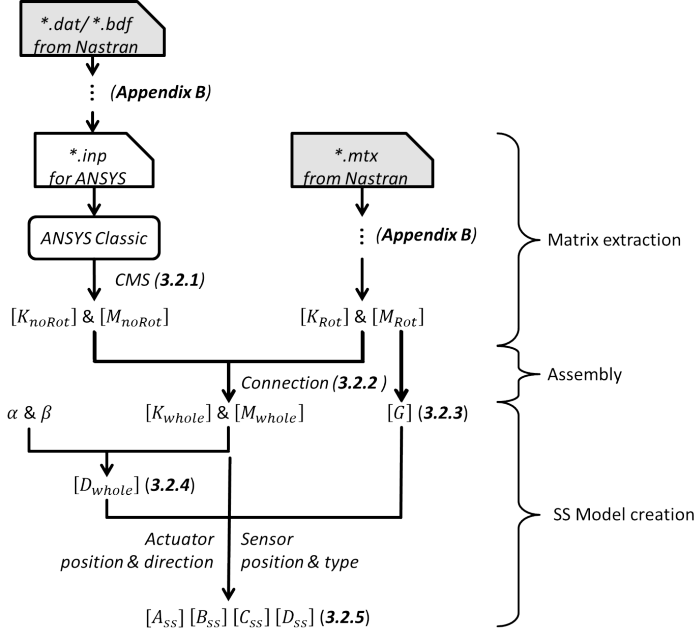 *.dat/ *.bdf
from Nastran
⋮ (Appendix B)
*.inp
for ANSYS
*.mtx
from Nastran
ANSYS Classic
⋮ (Appendix B)
Matrix extraction
CMS (3.2.1)
[K_noRot] & [M_noRot]
[K_Rot] & [M_Rot]
Connection (3.2.2 )
Assembly
α & β
[K_whole] & [M_whole]
[G] (3.2.3)
[D_whole] (3.2.4)
SS Model creation
Actuator
position & direction
Sensor
position & type
[A_SS] [B_SS] [C_SS] [D_SS] (3.2.5)